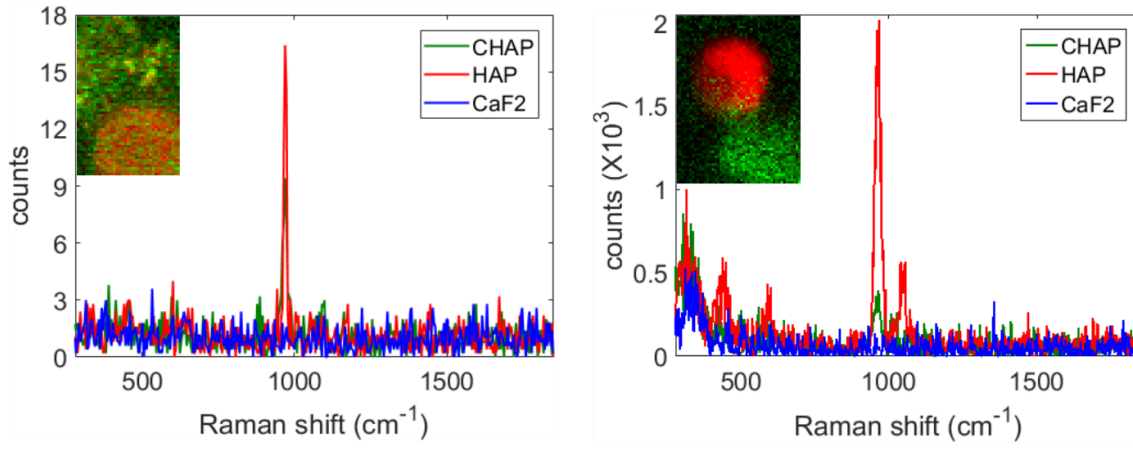 18
15
12
9
6
3
0
counts
CHAP
HAP
CaF2
500
1000
1500
Raman shift (cm⁻¹)
2
1.5
1
0.5
0
counts (X10³)
CHAP
HAP
CaF2
500
1000
1500
Raman shift (cm⁻¹)